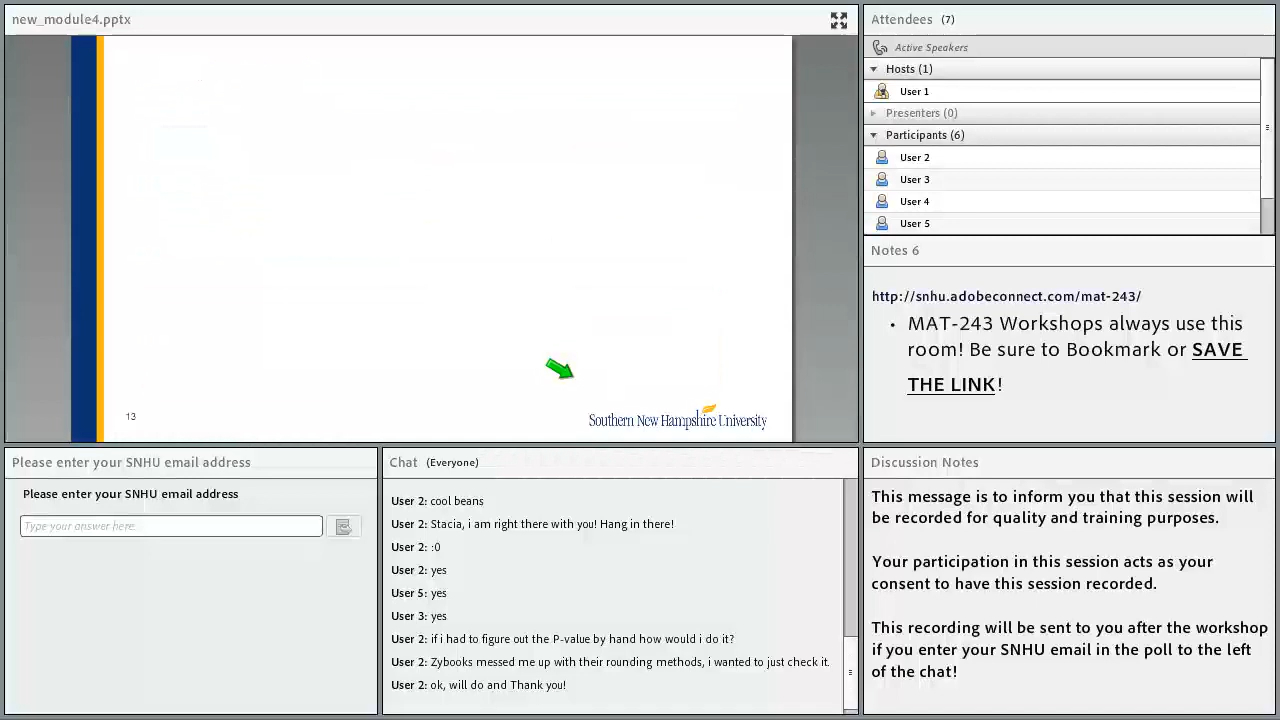 new_module4.pptx
13
Southern New Hampshire University
Attendees (7)
Active Speakers
Hosts (1)
User 1
Presenters (0)
Participants (6)
User 2
User 3
User 4
User 5
Notes 6
http://snhu.adobeconnect.com/mat-243/
• MAT-243 Workshops always use this
room! Be sure to Bookmark or SAVE
THE LINK!
Please enter your SNHU email address
Please enter your SNHU email address
Type your answer here.
Chat (Everyone)
User 2: cool beans
User 2: Stacia, i am right there with you! Hang in there!
User 2: :0
User 2: yes
User 5: yes
User 3: yes
User 2: if i had to figure out the P-value by hand how would i do it?
User 2: Zybooks messed me up with their rounding methods, i wanted to just check it.
User 2: ok, will do and Thank you!
Discussion Notes
This message is to inform you that this session will
be recorded for quality and training purposes.
Your participation in this session acts as your
consent to have this session recorded.
This recording will be sent to you after the workshop
if you enter your SNHU email in the poll to the left
of the chat!